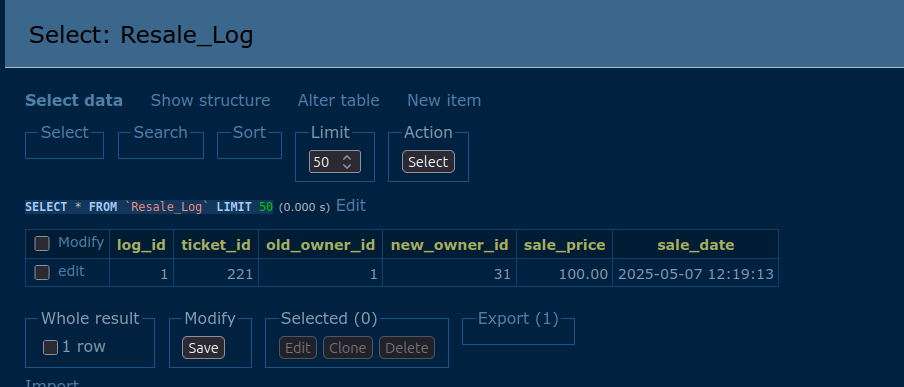 Select: Resale_Log
Select data Show structure Alter table New item
Select Search Sort Limit Action
50 Select
SELECT * FROM `Resale_Log` LIMIT 50 (0.000 s) Edit
Modify log_id ticket_id old_owner_id new_owner_id sale_price sale_date
edit 1 221 1 31 100.00 2025-05-07 12:19:13
Whole result Modify Selected (0) Export (1)
1 row Save Edit Clone Delete
Import